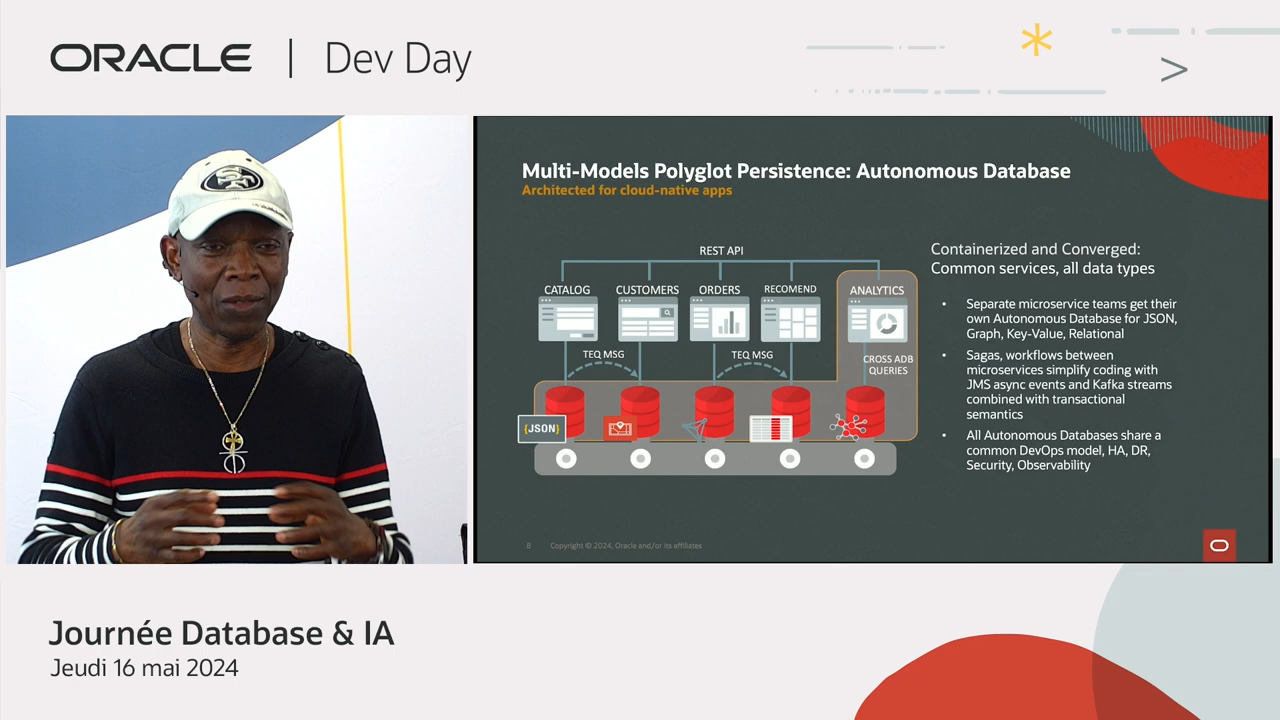 ORACLE | Dev Day
Multi-Models Polyglot Persistence: Autonomous Database
Architected for cloud-native apps
REST API
CATALOG
CUSTOMERS
ORDERS
RECOMEND
ANALYTICS
TEQ MSG
TEQ MSG
CROSS ADB
QUERIES
{JSON}
Containerized and Converged:
Common services, all data types
• Separate microservice teams get their
own Autonomous Database for JSON,
Graph, Key-Value, Relational
• Sagas, workflows between
microservices simplify coding with
JMS async events and Kafka streams
combined with transactional
semantics
• All Autonomous Databases share a
common DevOps model, HA, DR,
Security, Observability
8 Copyright © 2024, Oracle and/or its affiliates
Journée Database & IA
Jeudi 16 mai 2024